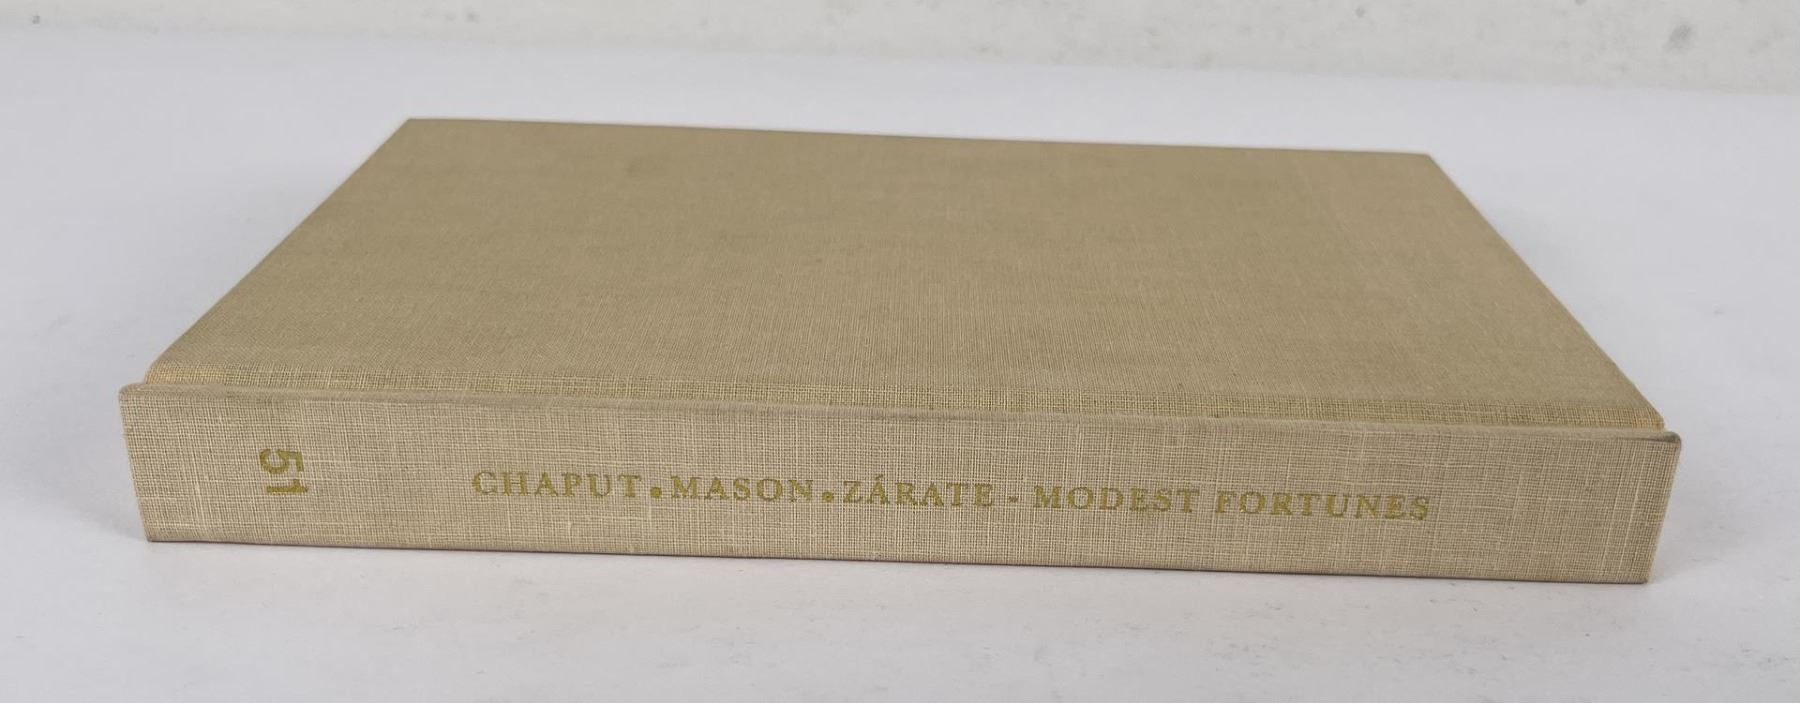 51
CHAPUT • MASON • ZÁRATE - MODEST FORTUNES